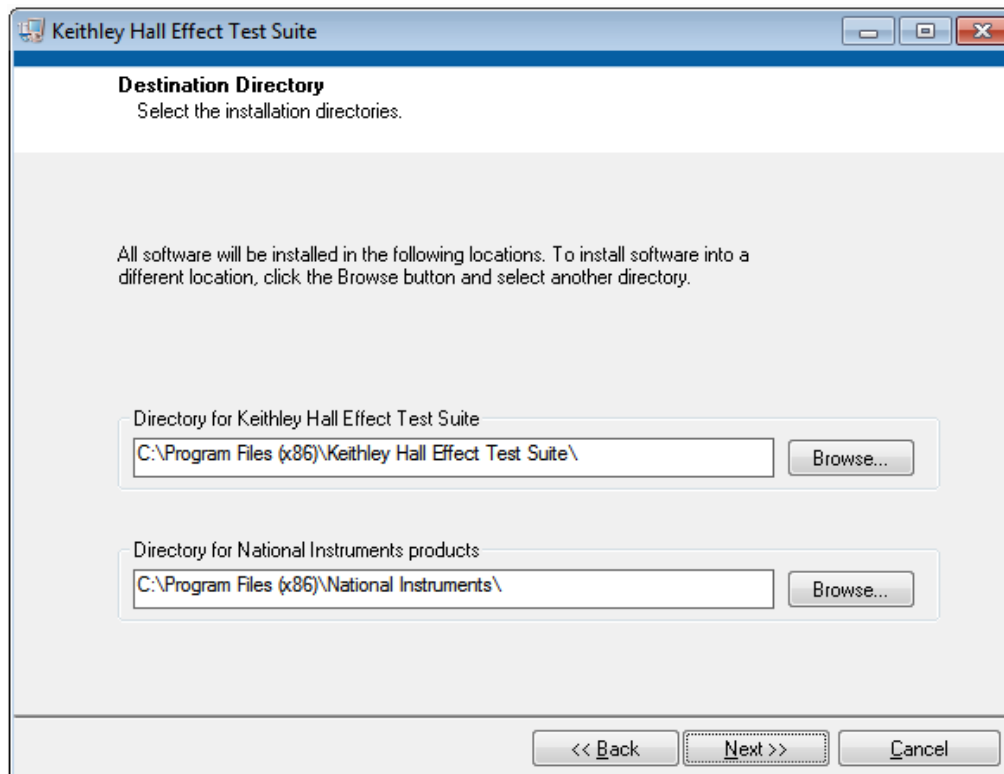 Keithley Hall Effect Test Suite
Destination Directory
Select the installation directories.
All software will be installed in the following locations. To install software into a
different location, click the Browse button and select another directory.
Directory for Keithley Hall Effect Test Suite
C:\Program Files (x86)\Keithley Hall Effect Test Suite\
Browse...
Directory for National Instruments products
C:\Program Files (x86)\National Instruments\
Browse...
<< Back
Next >>
Cancel